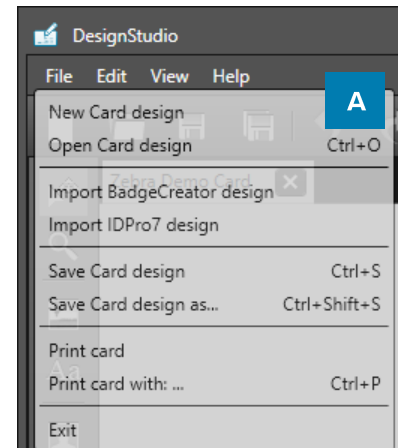 DesignStudio
File Edit View Help
A
New Card design
Open Card design Ctrl+O
Zebra Demo Card
Import BadgeCreator design
Import IDPro7 design
Save Card design Ctrl+S
Save Card design as... Ctrl+Shift+S
Print card
Aa
Print card with: ... Ctrl+P
Exit